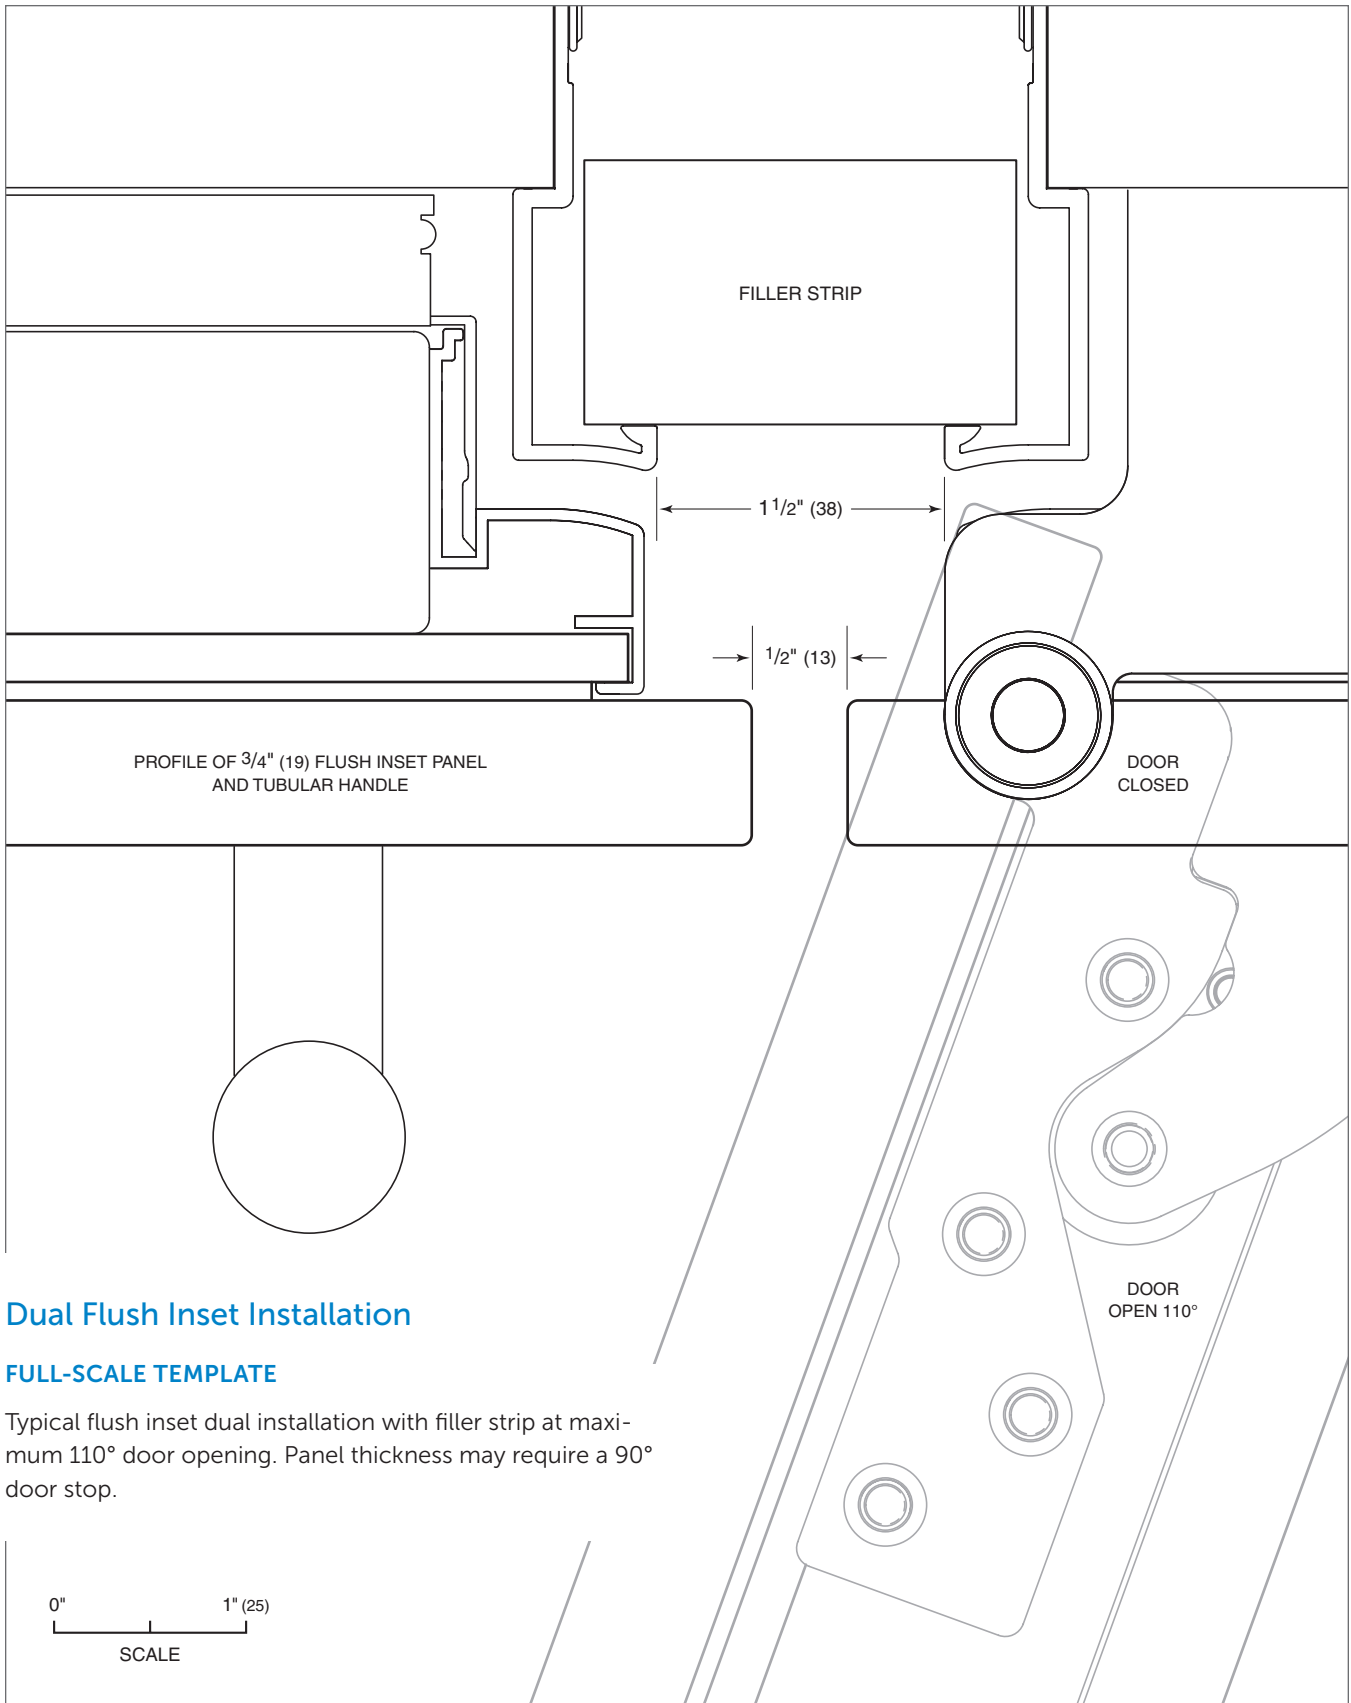 FILLER STRIP
1 1/2" (38)
1/2" (13)
PROFILE OF 3/4" (19) FLUSH INSET PANEL
AND TUBULAR HANDLE
DOOR
CLOSED
DOOR
OPEN 110°
Dual Flush Inset Installation
FULL-SCALE TEMPLATE
Typical flush inset dual installation with filler strip at maxi-
mum 110° door opening. Panel thickness may require a 90°
door stop.
0" 1" (25)
SCALE